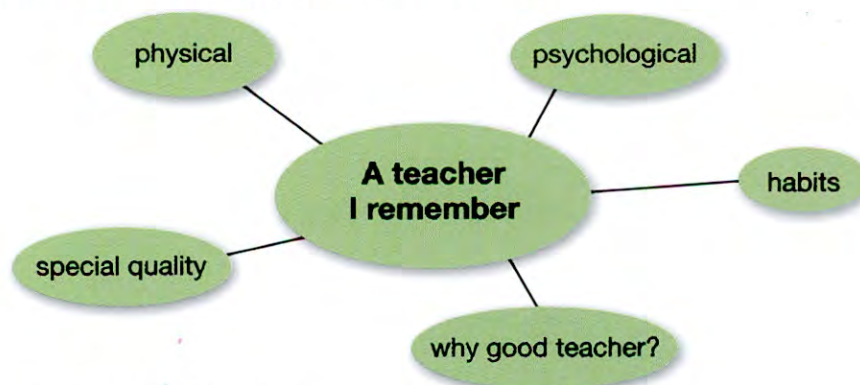 physical
psychological
A teacher
I remember
habits
special quality
why good teacher?